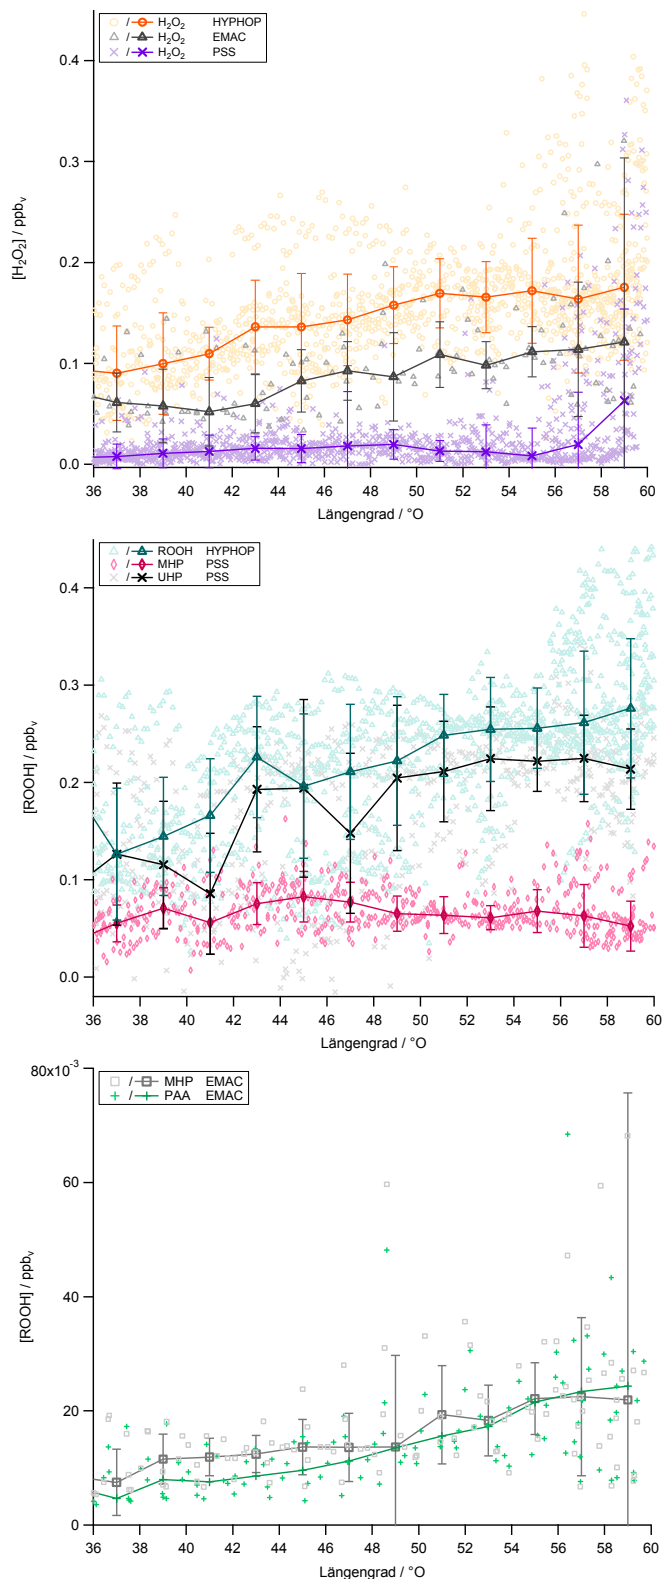 / H₂O₂ HYPHOP
/ H₂O₂ EMAC
/ H₂O₂ PSS
0.4
0.3
0.2
0.1
0.0
[H₂O₂] / ppbᵥ
36 38 40 42 44 46 48 50 52 54 56 58 60
Längengrad / °O
/ ROOH HYPHOP
/ MHP PSS
/ UHP PSS
0.4
0.3
0.2
0.1
0.0
[ROOH] / ppbᵥ
36 38 40 42 44 46 48 50 52 54 56 58 60
Längengrad / °O
80x10⁻³
/ MHP EMAC
/ PAA EMAC
60
40
20
0
[ROOH] / ppbᵥ
36 38 40 42 44 46 48 50 52 54 56 58 60
Längengrad / °O